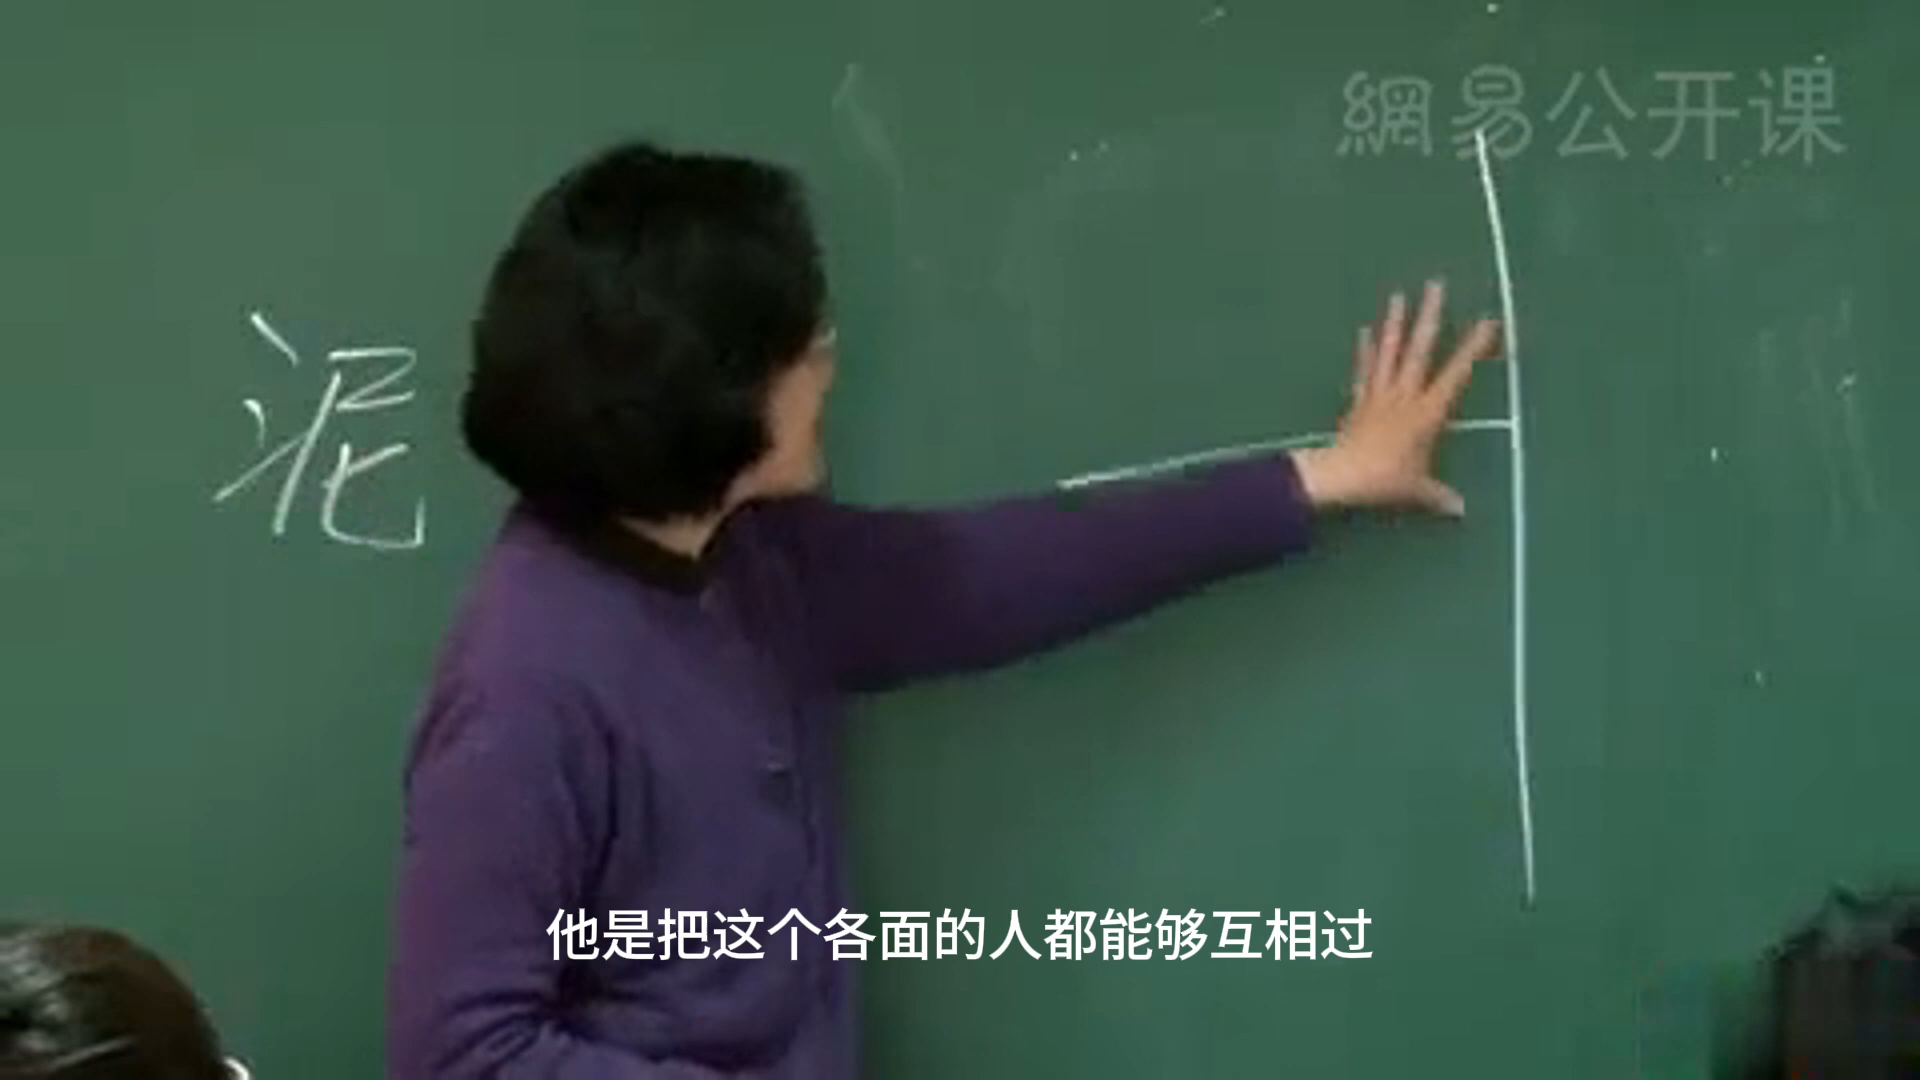 網易公开课
泥
他是把这个各面的人都能够互相过